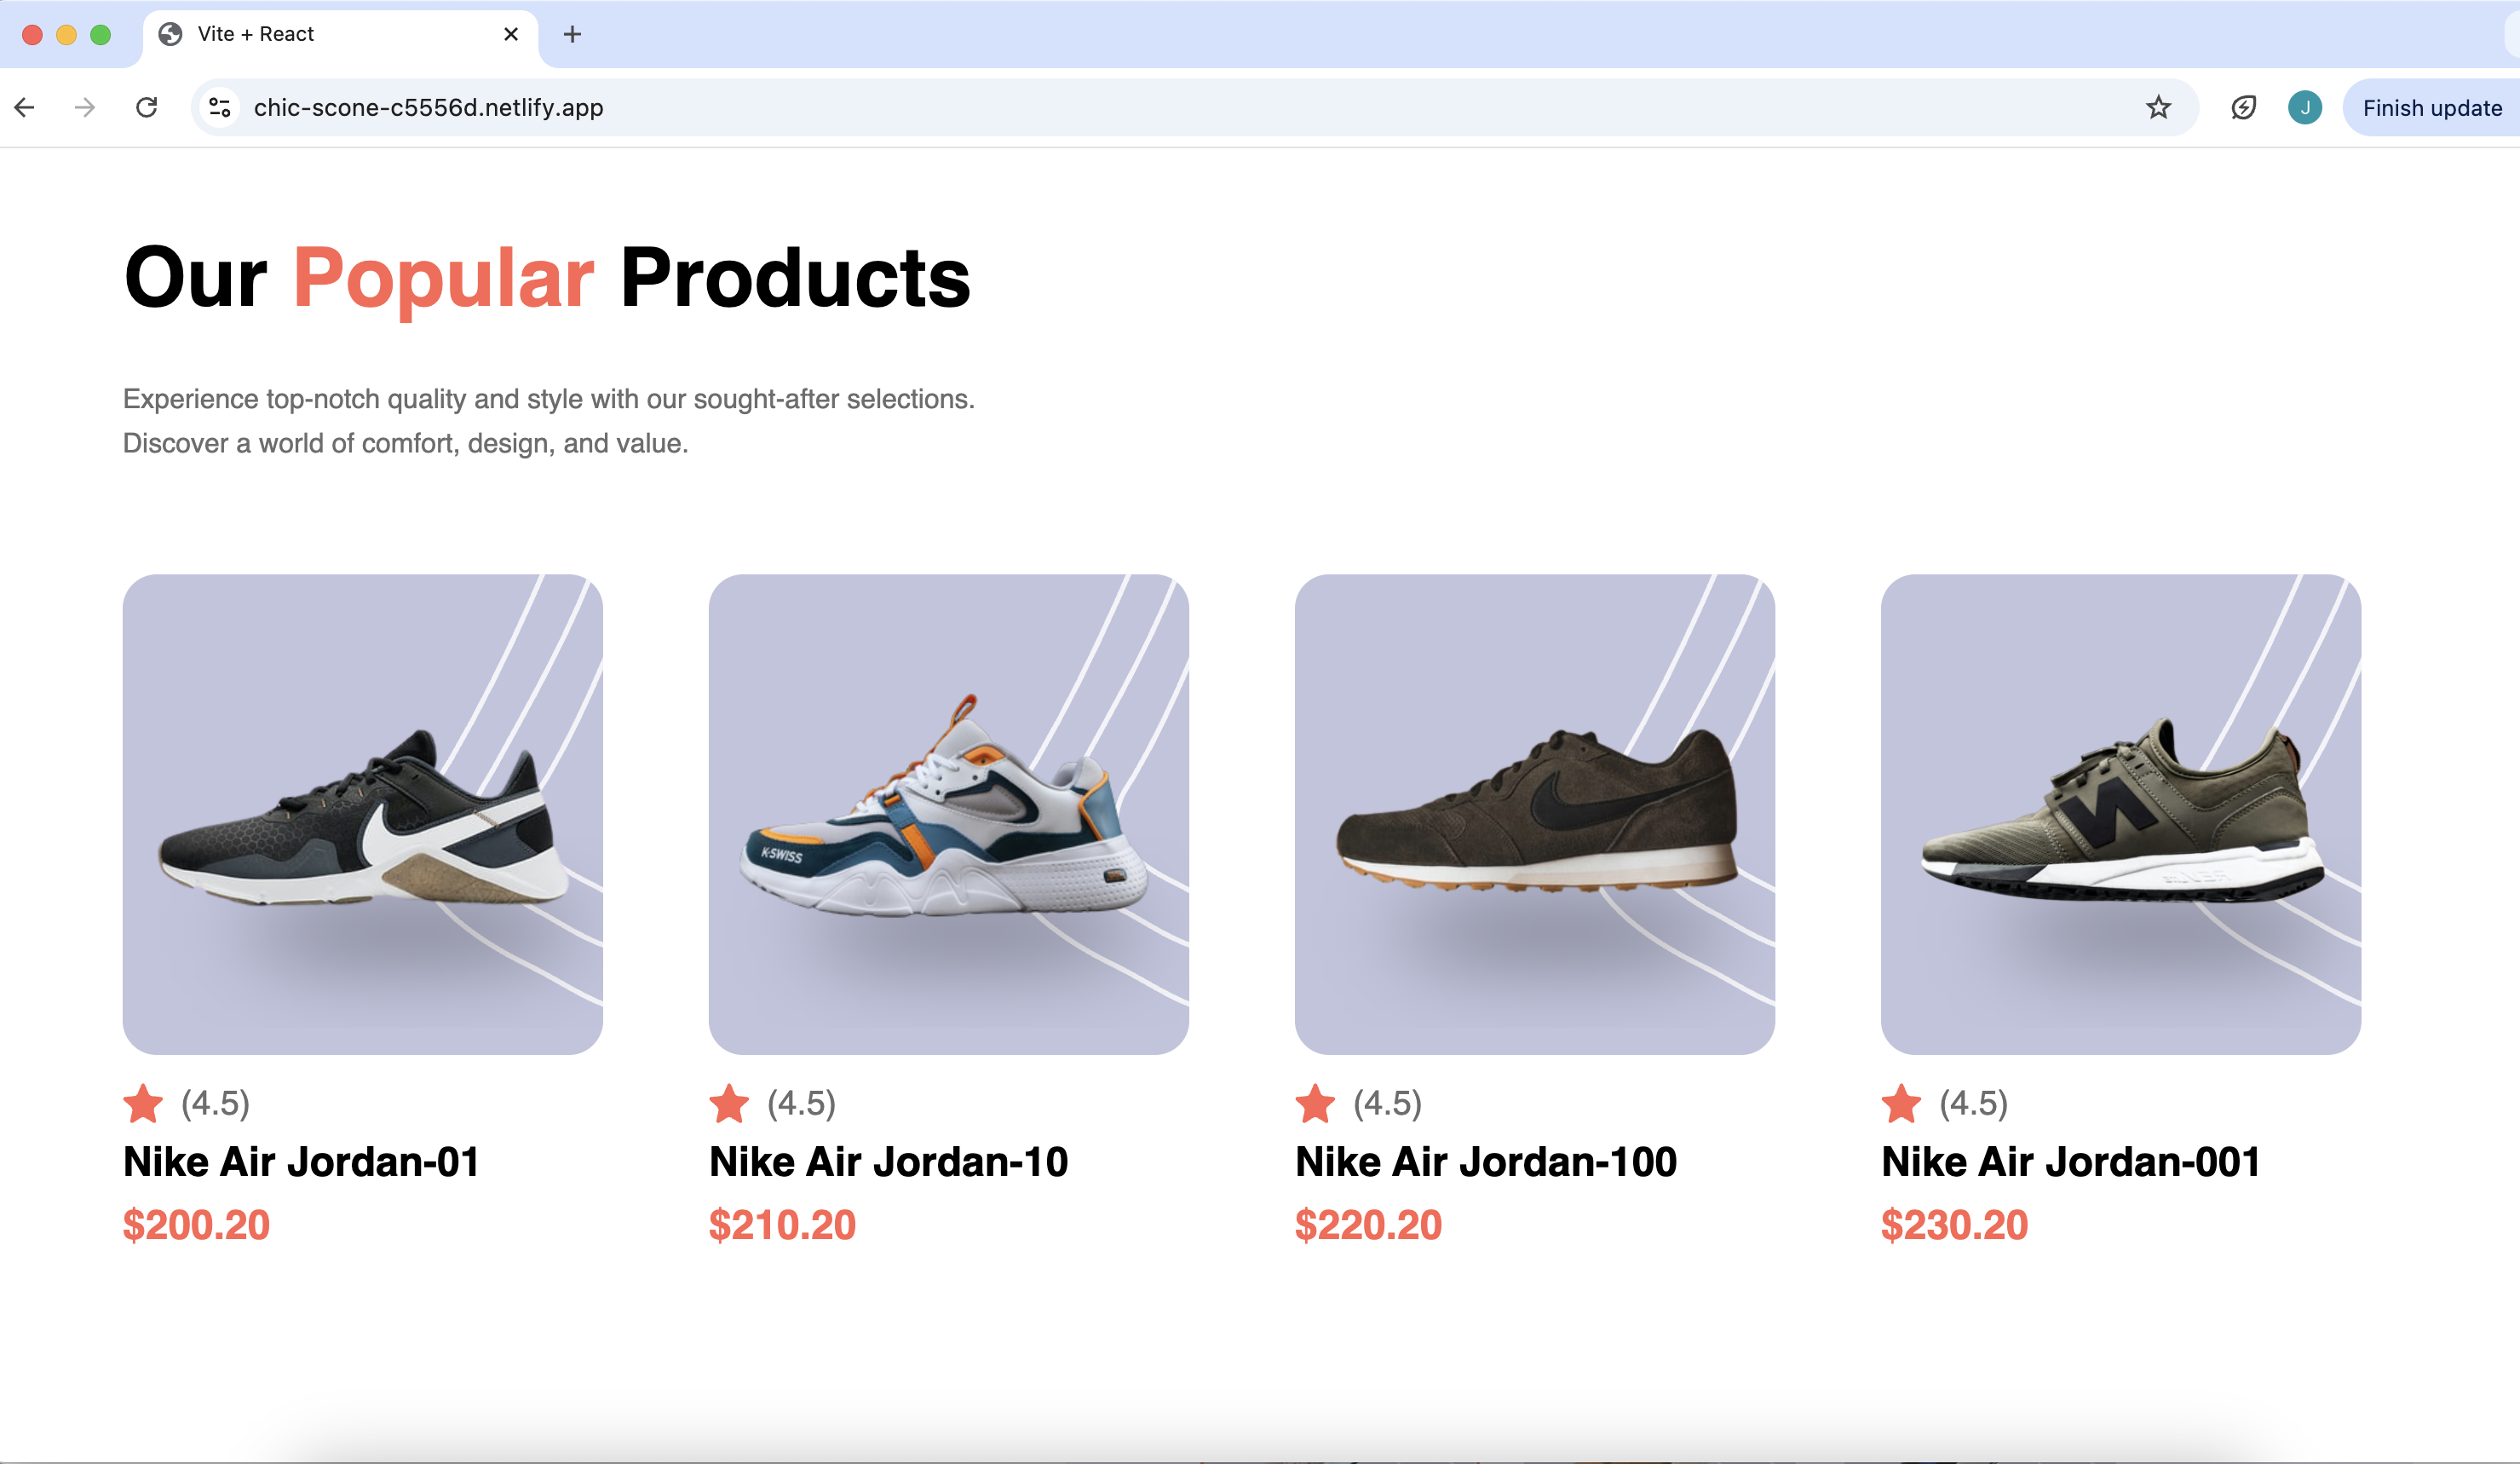 Vite + React
chic-scone-c5556d.netlify.app
J
Finish update
Our Popular Products
Experience top-notch quality and style with our sought-after selections.
Discover a world of comfort, design, and value.
K·SWISS
N
(4.5)
(4.5)
(4.5)
(4.5)
Nike Air Jordan-01
Nike Air Jordan-10
Nike Air Jordan-100
Nike Air Jordan-001
$200.20
$210.20
$220.20
$230.20